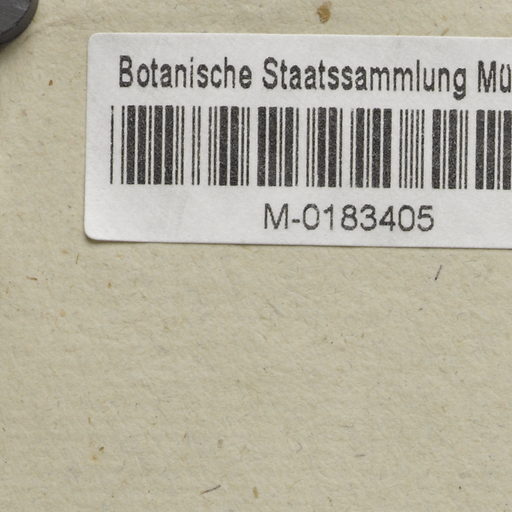 Botanische Staatssammlung Mü
M-0183405